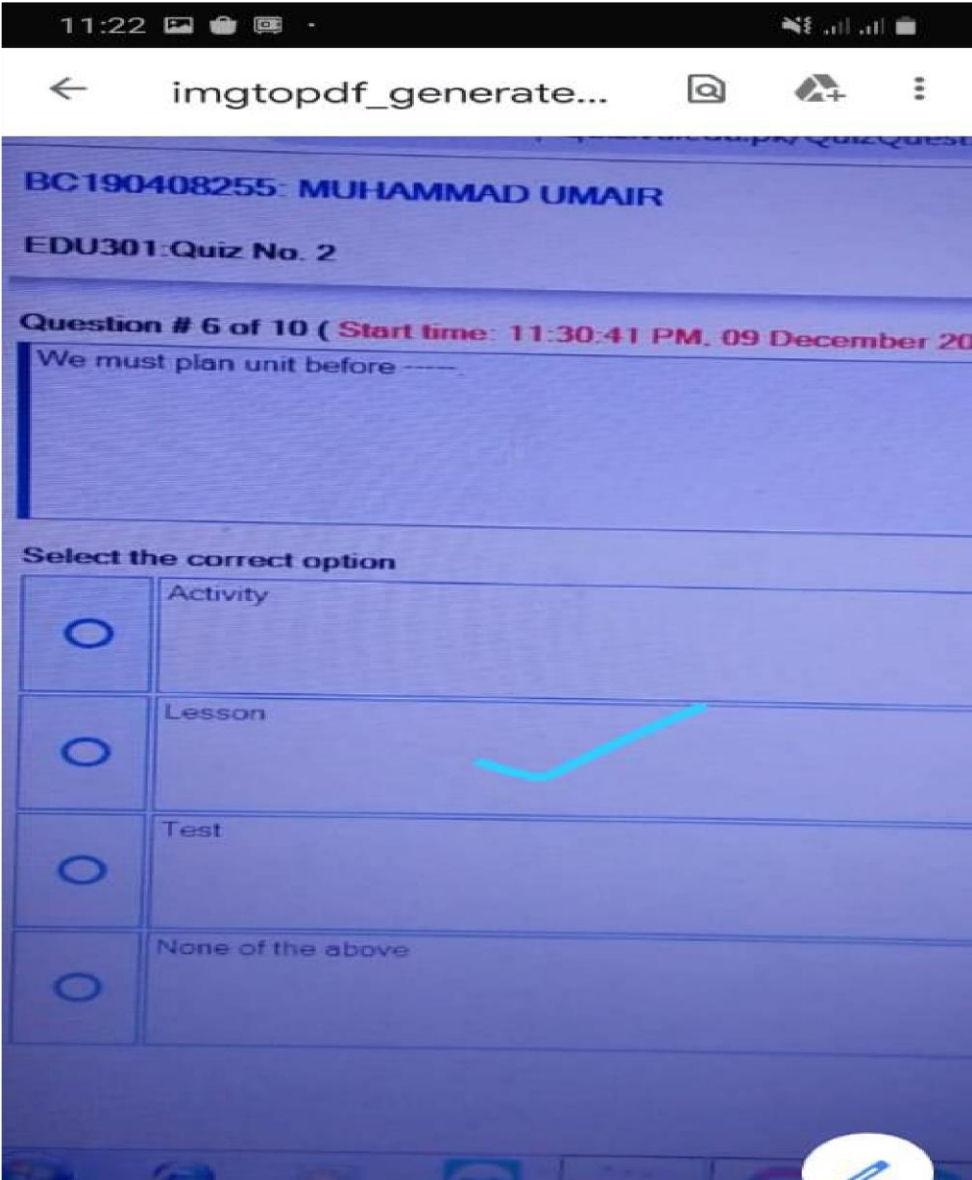 11:22
imgtopdf_generate...
BC190408255: MUHAMMAD UMAIR
EDU301:Quiz No. 2
Question # 6 of 10 ( Start time: 11:30:41 PM, 09 December 20
We must plan unit before -----.
Select the correct option
Activity
Lesson
Test
None of the above